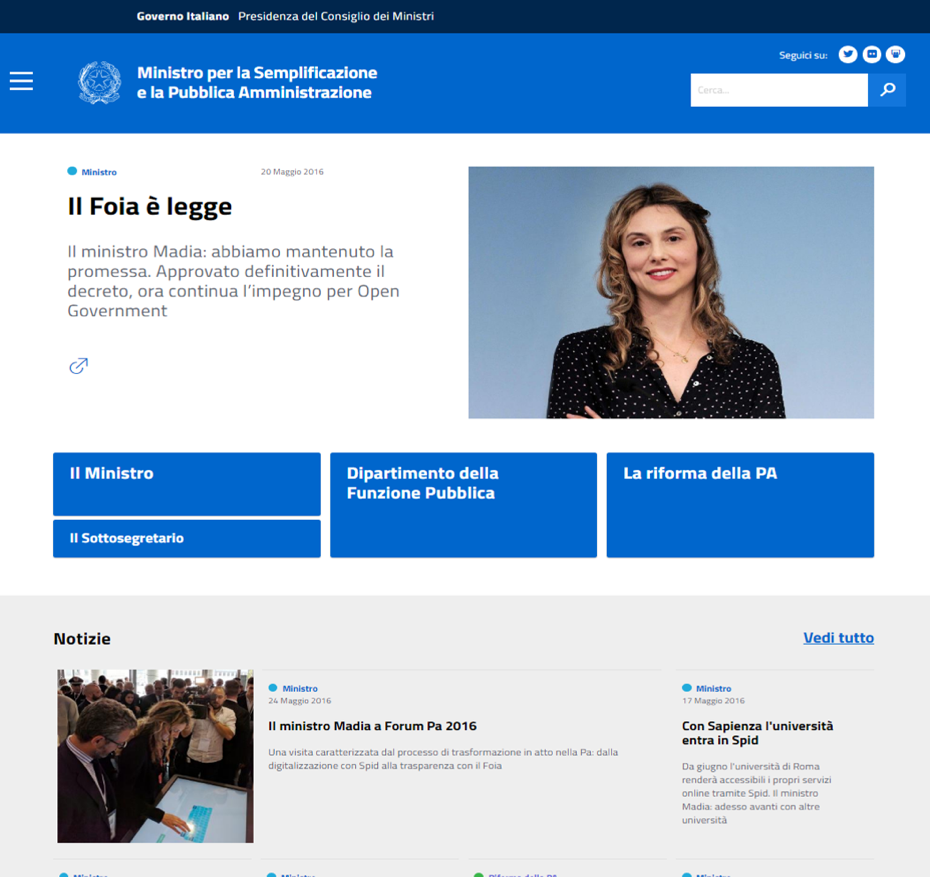 Governo Italiano Presidenza del Consiglio dei Ministri
Seguici su:
Ministro per la Semplificazione
e la Pubblica Amministrazione
Cerca...
Ministro 20 Maggio 2016
Il Foia è legge
Il ministro Madia: abbiamo mantenuto la
promessa. Approvato definitivamente il
decreto, ora continua l'impegno per Open
Government
Il Ministro
Il Sottosegretario
Dipartimento della
Funzione Pubblica
La riforma della PA
Notizie
Vedi tutto
Ministro
24 Maggio 2016
Il ministro Madia a Forum Pa 2016
Una visita caratterizzata dal processo di trasformazione in atto nella Pa: dalla
digitalizzazione con Spid alla trasparenza con il Foia
Ministro
17 Maggio 2016
Con Sapienza l'università
entra in Spid
Da giugno l'università di Roma
renderà accessibili i propri servizi
online tramite Spid. Il ministro
Madia: adesso avanti con altre
università
Ministro Ministro Riforma della PA Ministro